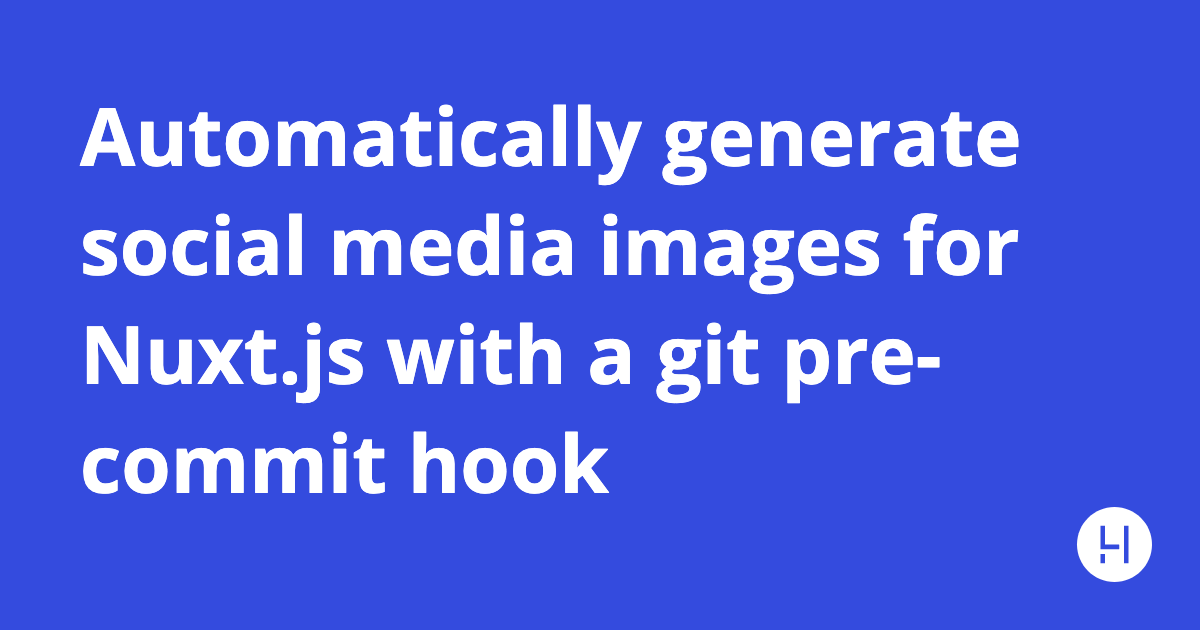 Automatically generate
social media images for
Nuxt.js with a git pre-
commit hook